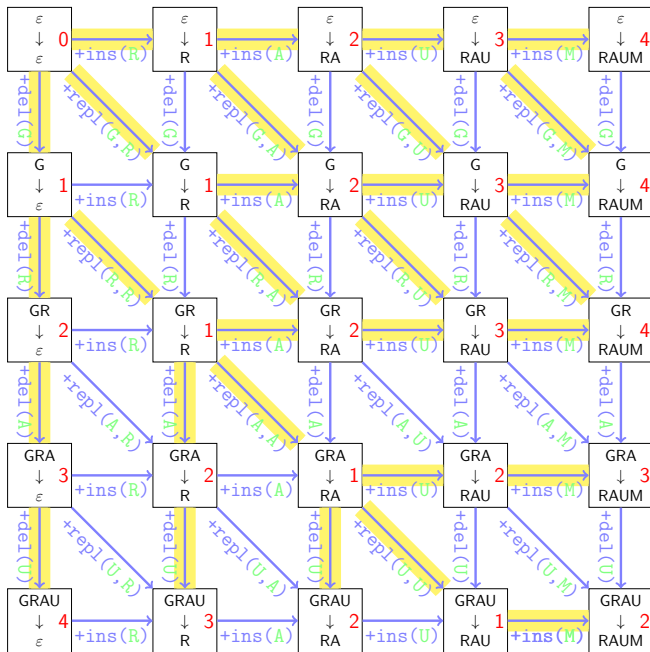 ε ε ε ε ε
↓ 0 ↓ 1 ↓ 2 ↓ 3 ↓ 4
ε R RA RAU RAUM
+ins(R) +ins(A) +ins(U) +ins(M)
+del(G) +repl(G,R) +del(G) +repl(G,A) +del(G) +repl(G,U) +del(G) +repl(G,M) +del(G)
G G G G G
↓ 1 ↓ 1 ↓ 2 ↓ 3 ↓ 4
ε R RA RAU RAUM
+ins(R) +ins(A) +ins(U) +ins(M)
+del(R) +repl(R,R) +del(R) +repl(R,A) +del(R) +repl(R,U) +del(R) +repl(R,M) +del(R)
GR GR GR GR GR
↓ 2 ↓ 1 ↓ 2 ↓ 3 ↓ 4
ε R RA RAU RAUM
+ins(R) +ins(A) +ins(U) +ins(M)
+del(A) +repl(A,R) +del(A) +repl(A,A) +del(A) +repl(A,U) +del(A) +repl(A,M) +del(A)
GRA GRA GRA GRA GRA
↓ 3 ↓ 2 ↓ 1 ↓ 2 ↓ 3
ε R RA RAU RAUM
+ins(R) +ins(A) +ins(U) +ins(M)
+del(U) +repl(U,R) +del(U) +repl(U,A) +del(U) +repl(U,U) +del(U) +repl(U,M) +del(U)
GRAU GRAU GRAU GRAU GRAU
↓ 4 ↓ 3 ↓ 2 ↓ 1 ↓ 2
ε R RA RAU RAUM
+ins(R) +ins(A) +ins(U) +ins(M)